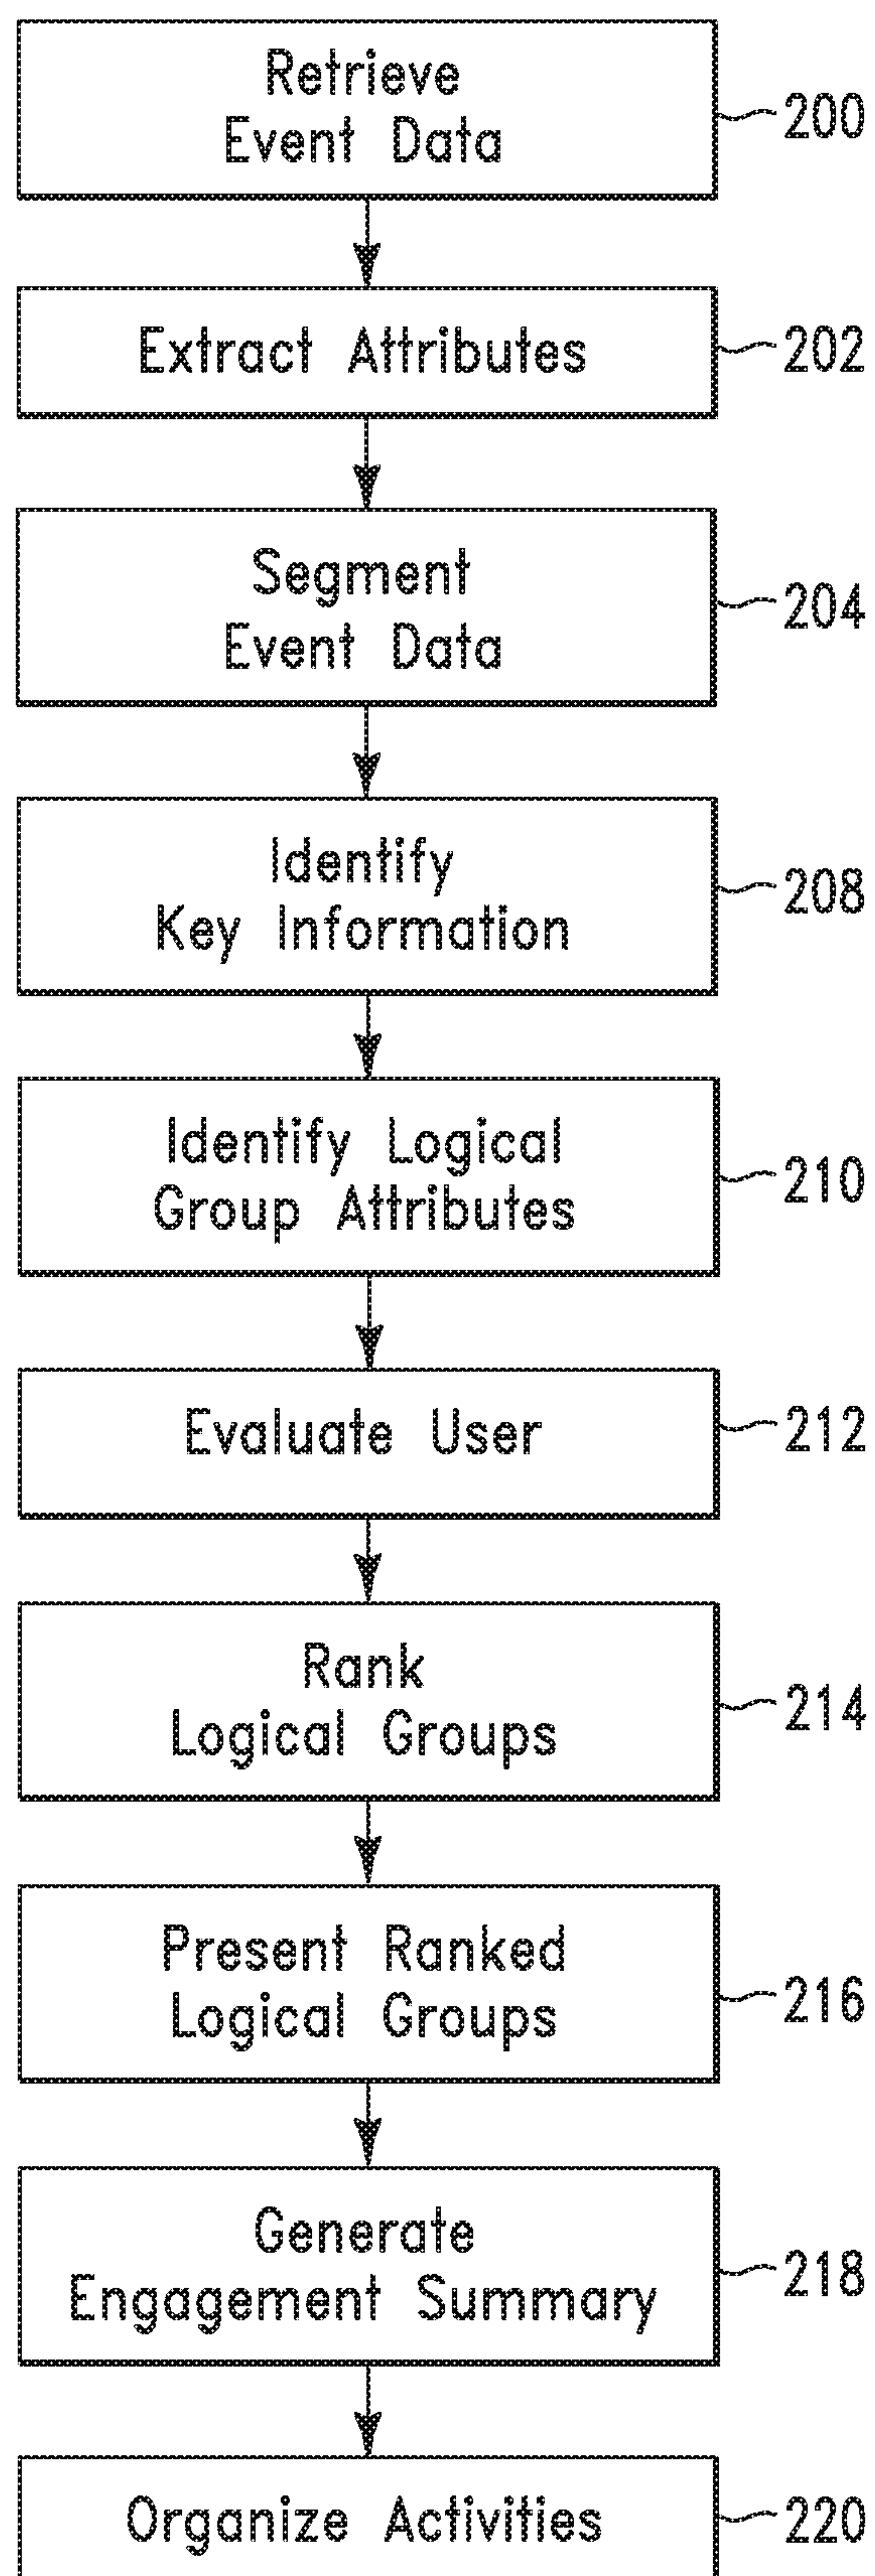 Retrieve
Event Data
200
Extract Attributes
202
Segment
Event Data
204
Identify
Key Information
208
Identify Logical
Group Attributes
210
Evaluate User
212
Rank
Logical Groups
214
Present Ranked
Logical Groups
216
Generate
Engagement Summary
218
Organize Activities
220